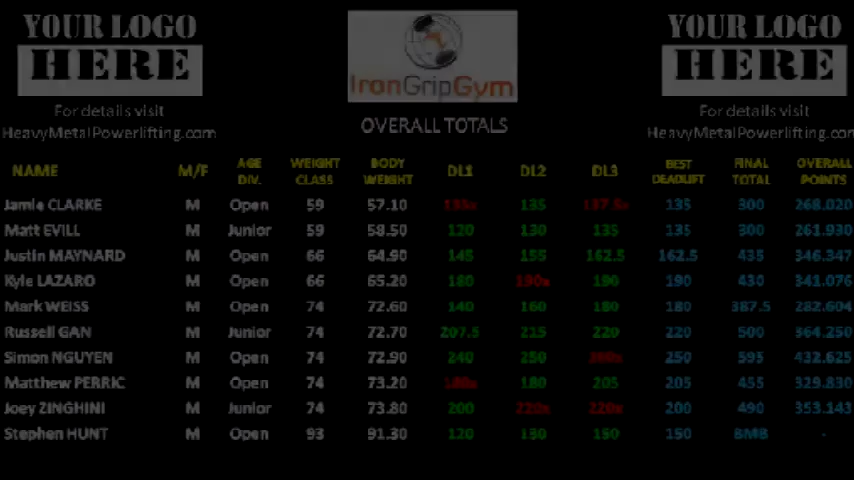 YOUR LOGO HERE
IronGripGym
YOUR LOGO HERE
For details visit
HeavyMetalPowerlifting.com
OVERALL TOTALS
For details visit
HeavyMetalPowerlifting.com
NAME M/F AGE DIV. WEIGHT CLASS BODY WEIGHT DL1 DL2 DL3 BEST DEADLIFT FINAL TOTAL OVERALL POINTS
Jamie CLARKE M Open 59 57.10 135 135 300 268.020
Matt EVILL M Junior 59 58.50 120 130 135 135 300 261.930
Justin MAYNARD M Open 66 64.90 145 155 162.5 162.5 435 346.347
Kyle LAZARO M Open 66 65.20 180 190x 190 190 430 341.076
Mark WEISS M Open 74 72.60 140 160 180 180 387.5 282.604
Russell GAN M Junior 74 72.70 207.5 215 220 220 500 364.250
Simon NGUYEN M Open 74 72.90 240 250 250 595 432.625
Matthew PERRIC M Open 74 73.20 180 205 205 455 329.830
Joey ZINGHINI M Junior 74 73.80 200 220x 220x 200 490 353.143
Stephen HUNT M Open 93 91.30 120 150 150 BMB -